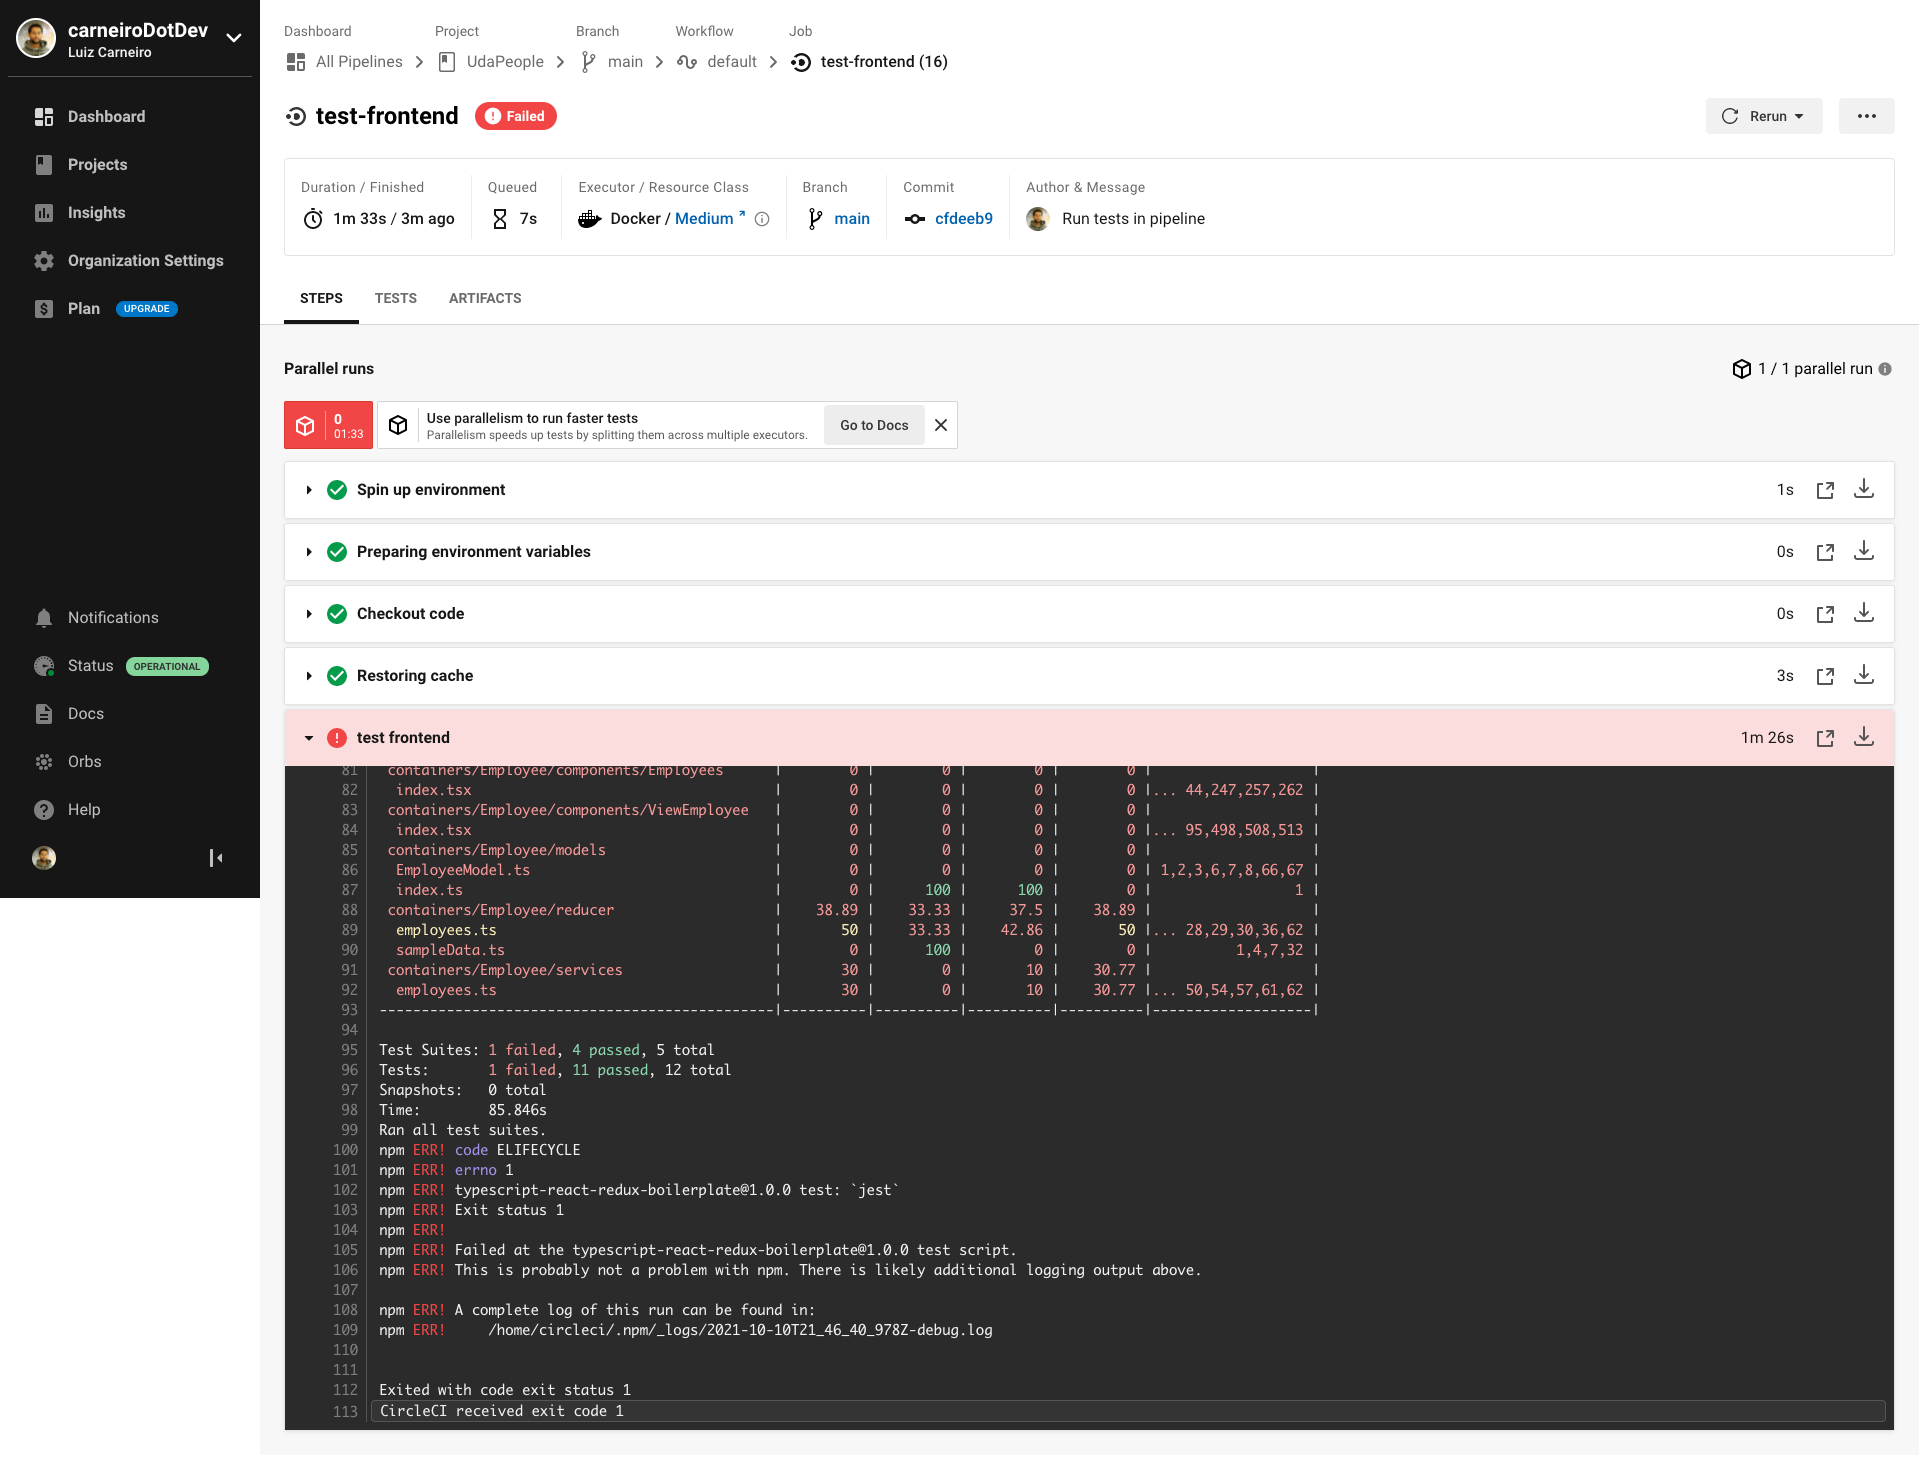 carneiroDotDev
Luiz Carneiro
Dashboard
Projects
Insights
Organization Settings
Plan UPGRADE
Notifications
Status OPERATIONAL
Docs
Orbs
Help
Dashboard Project Branch Workflow Job
All Pipelines UdaPeople main default test-frontend (16)
test-frontend Failed
Rerun
Duration / Finished Queued Executor / Resource Class Branch Commit Author & Message
1m 33s / 3m ago 7s Docker / Medium main cfdeeb9 Run tests in pipeline
STEPS TESTS ARTIFACTS
Parallel runs 1 / 1 parallel run
0
01:33
Use parallelism to run faster tests
Parallelism speeds up tests by splitting them across multiple executors.
Go to Docs
Spin up environment 1s
Preparing environment variables 0s
Checkout code 0s
Restoring cache 3s
test frontend 1m 26s
81 containers/Employee/components/Employees | 0 | 0 | 0 | 0 | |
82 index.tsx | 0 | 0 | 0 | 0 |... 44,247,257,262 |
83 containers/Employee/components/ViewEmployee | 0 | 0 | 0 | 0 | |
84 index.tsx | 0 | 0 | 0 | 0 |... 95,498,508,513 |
85 containers/Employee/models | 0 | 0 | 0 | 0 | |
86 EmployeeModel.ts | 0 | 0 | 0 | 0 | 1,2,3,6,7,8,66,67 |
87 index.ts | 0 | 100 | 100 | 0 | 1 |
88 containers/Employee/reducer | 38.89 | 33.33 | 37.5 | 38.89 | |
89 employees.ts | 50 | 33.33 | 42.86 | 50 |... 28,29,30,36,62 |
90 sampleData.ts | 0 | 100 | 0 | 0 | 1,4,7,32 |
91 containers/Employee/services | 30 | 0 | 10 | 30.77 | |
92 employees.ts | 30 | 0 | 10 | 30.77 |... 50,54,57,61,62 |
93 -----------------------------------------------|----------|----------|----------|----------|-------------------|
94
95 Test Suites: 1 failed, 4 passed, 5 total
96 Tests: 1 failed, 11 passed, 12 total
97 Snapshots: 0 total
98 Time: 85.846s
99 Ran all test suites.
100 npm ERR! code ELIFECYCLE
101 npm ERR! errno 1
102 npm ERR! typescript-react-redux-boilerplate@1.0.0 test: `jest`
103 npm ERR! Exit status 1
104 npm ERR!
105 npm ERR! Failed at the typescript-react-redux-boilerplate@1.0.0 test script.
106 npm ERR! This is probably not a problem with npm. There is likely additional logging output above.
107
108 npm ERR! A complete log of this run can be found in:
109 npm ERR! /home/circleci/.npm/_logs/2021-10-10T21_46_40_978Z-debug.log
110
111
112 Exited with code exit status 1
113 CircleCI received exit code 1